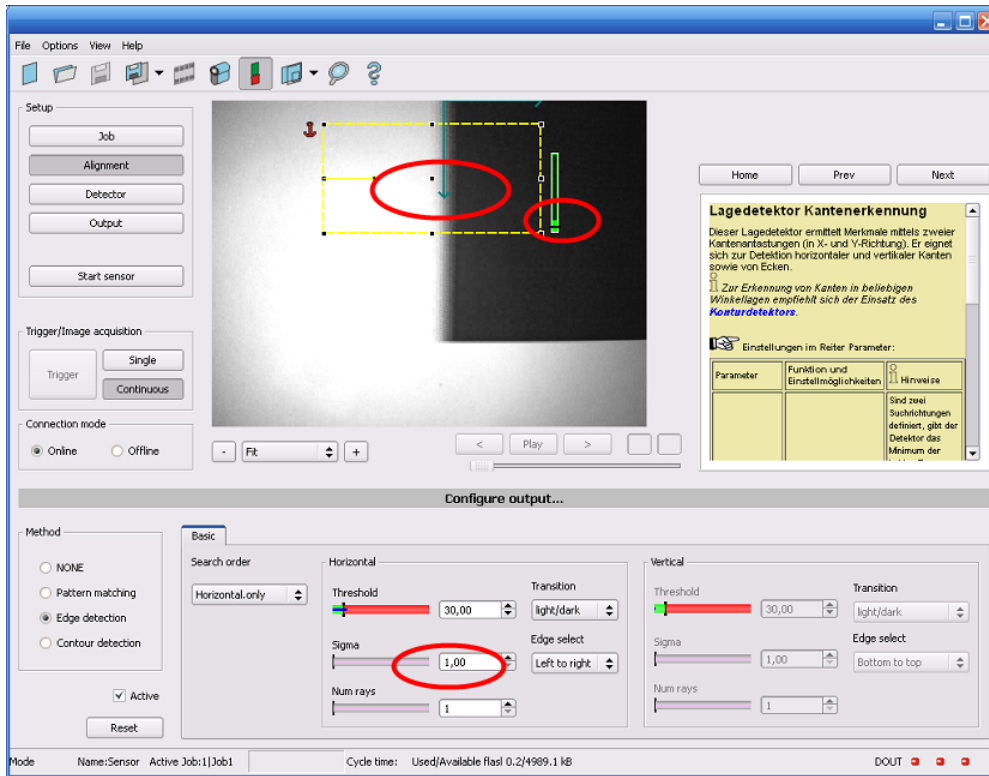 File Options View Help
Setup
Job
Alignment
Detector
Output
Start sensor
Trigger/Image acquisition
Trigger
Single
Continuous
Connection mode
Online Offline
- Fit +
< Play >
Home Prev Next
Lagedetektor Kantenerkennung
Dieser Lagedetektor ermittelt Merkmale mittels zweier
Kantenantastungen (in X- und Y-Richtung). Er eignet
sich zur Detektion horizontaler und vertikaler Kanten
sowie von Ecken.
Zur Erkennung von Kanten in beliebigen
Winkellagen empfiehlt sich der Einsatz des
Konturdetektors.
Einstellungen im Reiter Parameter:
Parameter
Funktion und
Einstellmöglichkeiten
Hinweise
Sind zwei
Suchrichtungen
definiert, gibt der
Detektor das
Minimum der
Configure output...
Method
NONE
Pattern matching
Edge detection
Contour detection
Active
Reset
Basic
Search order
Horizontal.only
Horizontal
Threshold
30,00
Transition
light/dark
Sigma
1,00
Edge select
Left to right
Num rays
1
Vertical
Threshold
30,00
Transition
light/dark
Sigma
1,00
Edge select
Bottom to top
Num rays
1
Mode Name:Sensor Active Job:1|Job1 Cycle time: Used/Available flasl 0.2/4989.1 kB DOUT